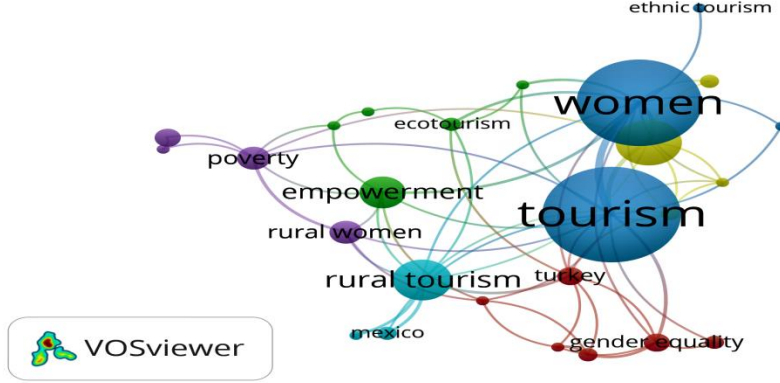 ethnic tourism
women
ecotourism
poverty
empowerment
tourism
rural women
rural tourism
turkey
mexico
gender equality
VOSviewer